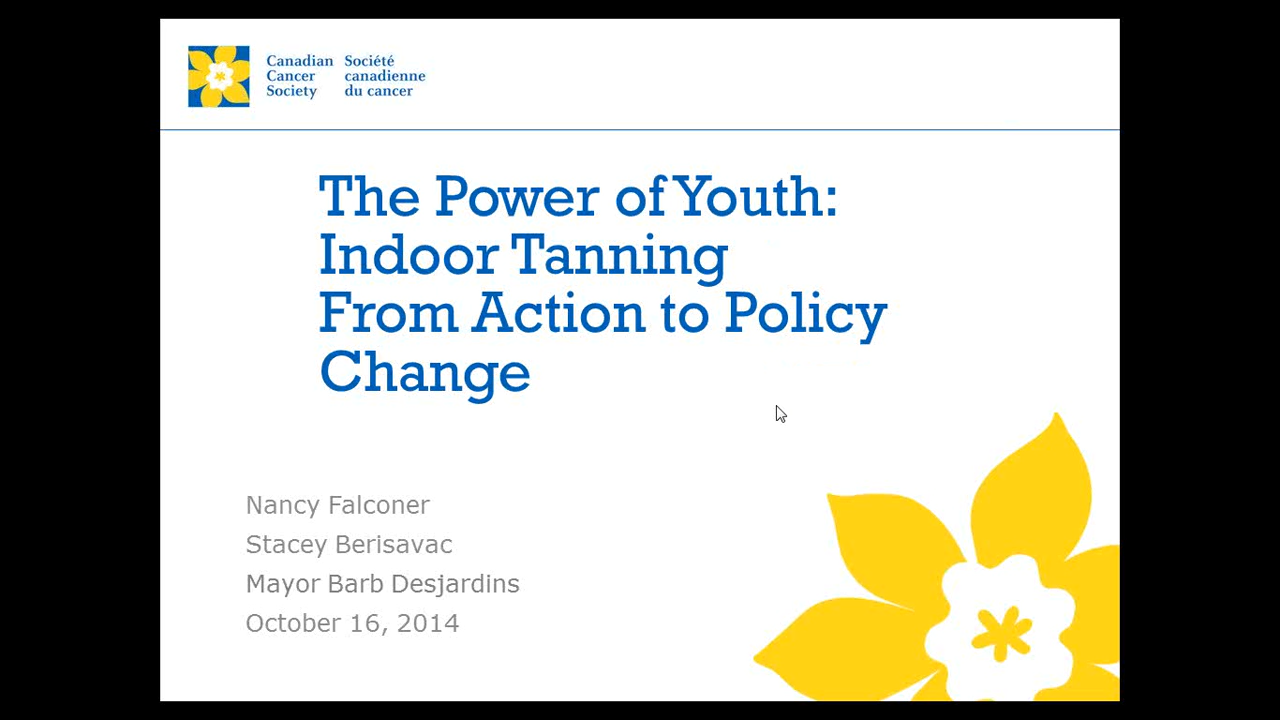 Canadian Cancer Society
Société canadienne du cancer
The Power of Youth:
Indoor Tanning
From Action to Policy
Change
Nancy Falconer
Stacey Berisavac
Mayor Barb Desjardins
October 16, 2014